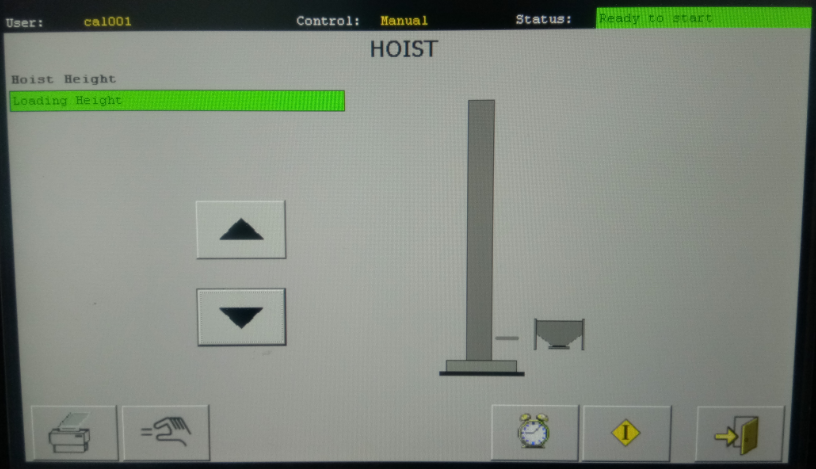 User: cal001 Control: Manual Status: Ready to start
HOIST
Hoist Height
Loading Height
I